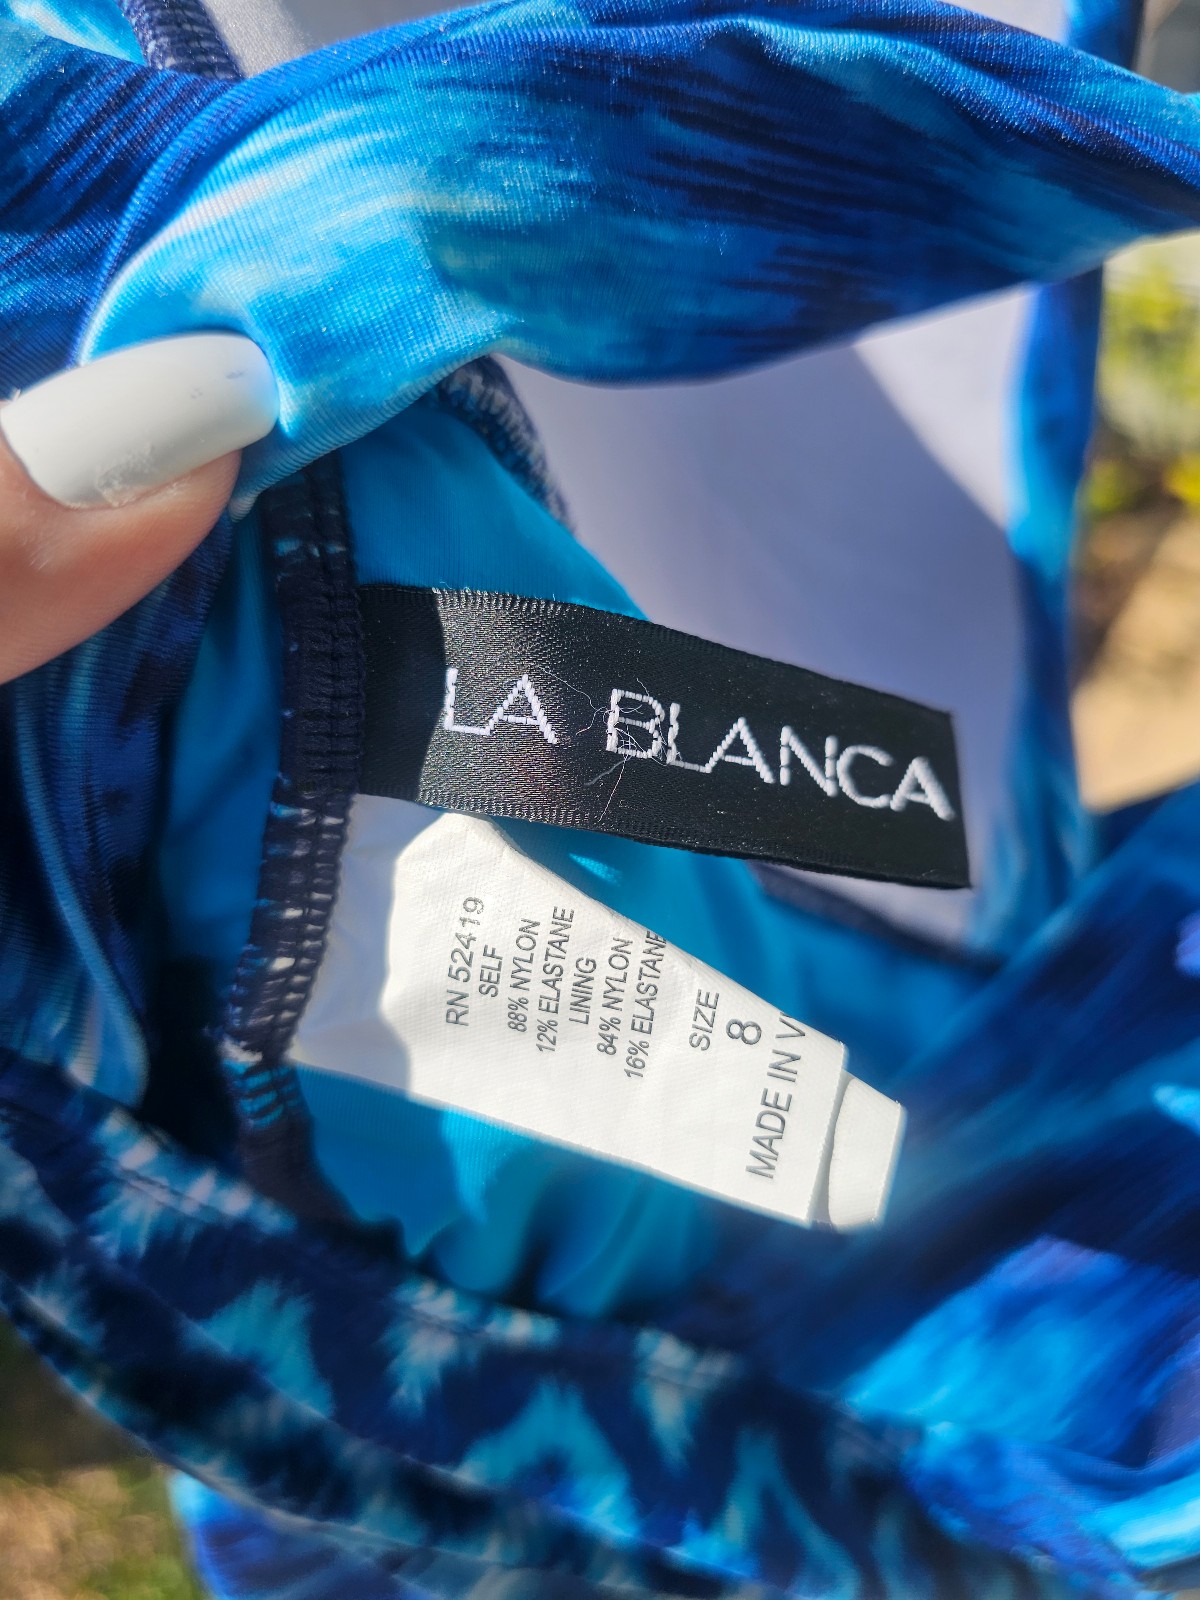 LA BLANCA
RN 52419
SELF
88% NYLON
12% ELASTANE
LINING
84% NYLON
16% ELASTANE
SIZE
8
MADE IN